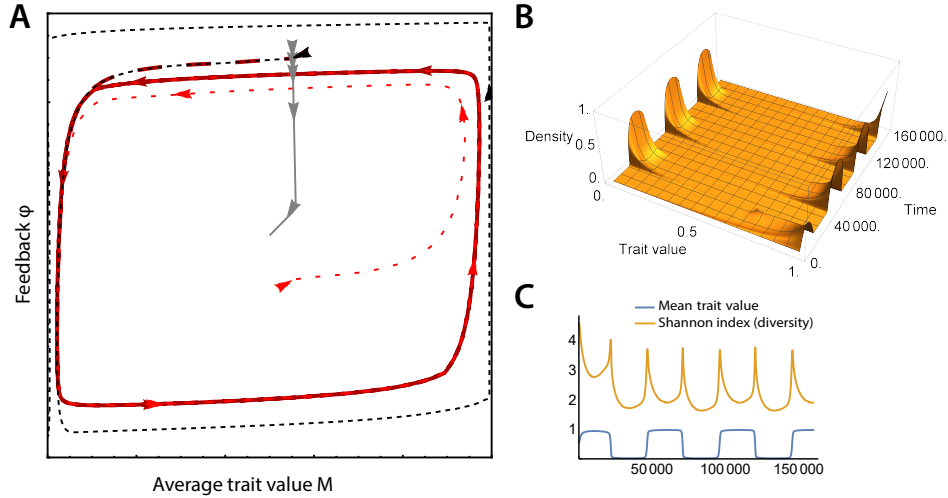 A
Feedback φ
Average trait value M
B
Density
1.
0.5
0.
0.
0.5
1.
Trait value
0.
40 000.
80 000.
120 000.
160 000.
Time
C
Mean trait value
Shannon index (diversity)
4
3
2
1
50 000
100 000
150 000